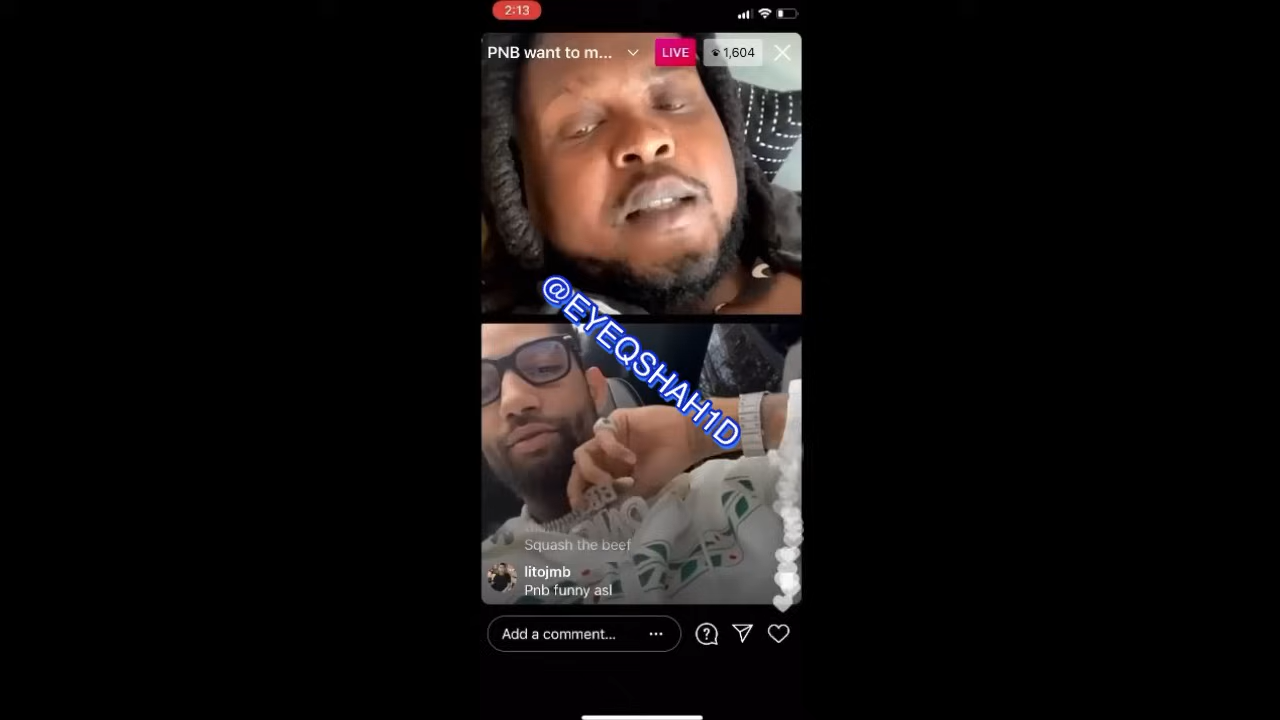 2:13
PNB want to m...
LIVE
1,604
@EYEQSHAH1D
Squash the beef
litojmb
Pnb funny asl
Add a comment...